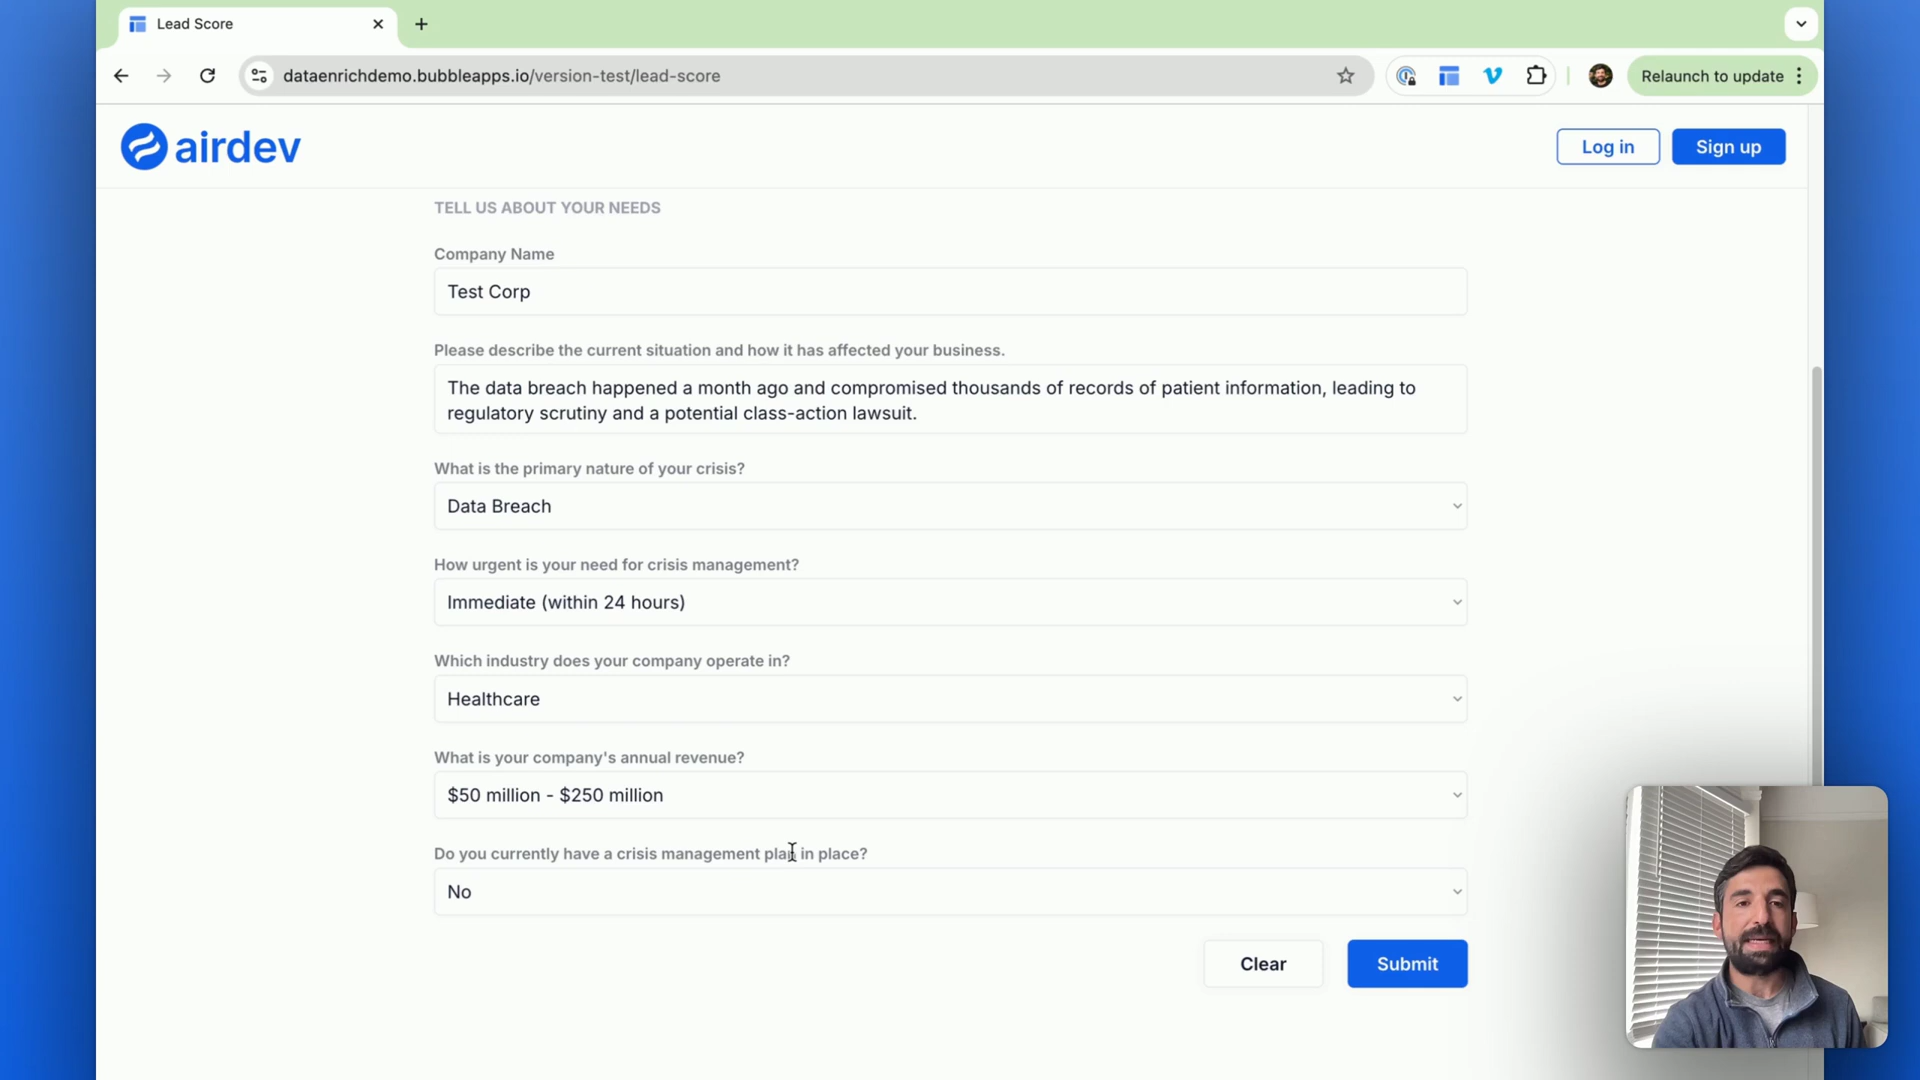 Lead Score
dataenrichdemo.bubbleapps.io/version-test/lead-score
Relaunch to update
airdev
Log in
Sign up
TELL US ABOUT YOUR NEEDS
Company Name
Test Corp
Please describe the current situation and how it has affected your business.
The data breach happened a month ago and compromised thousands of records of patient information, leading to
regulatory scrutiny and a potential class-action lawsuit.
What is the primary nature of your crisis?
Data Breach
How urgent is your need for crisis management?
Immediate (within 24 hours)
Which industry does your company operate in?
Healthcare
What is your company's annual revenue?
$50 million - $250 million
Do you currently have a crisis management plan in place?
No
Clear
Submit